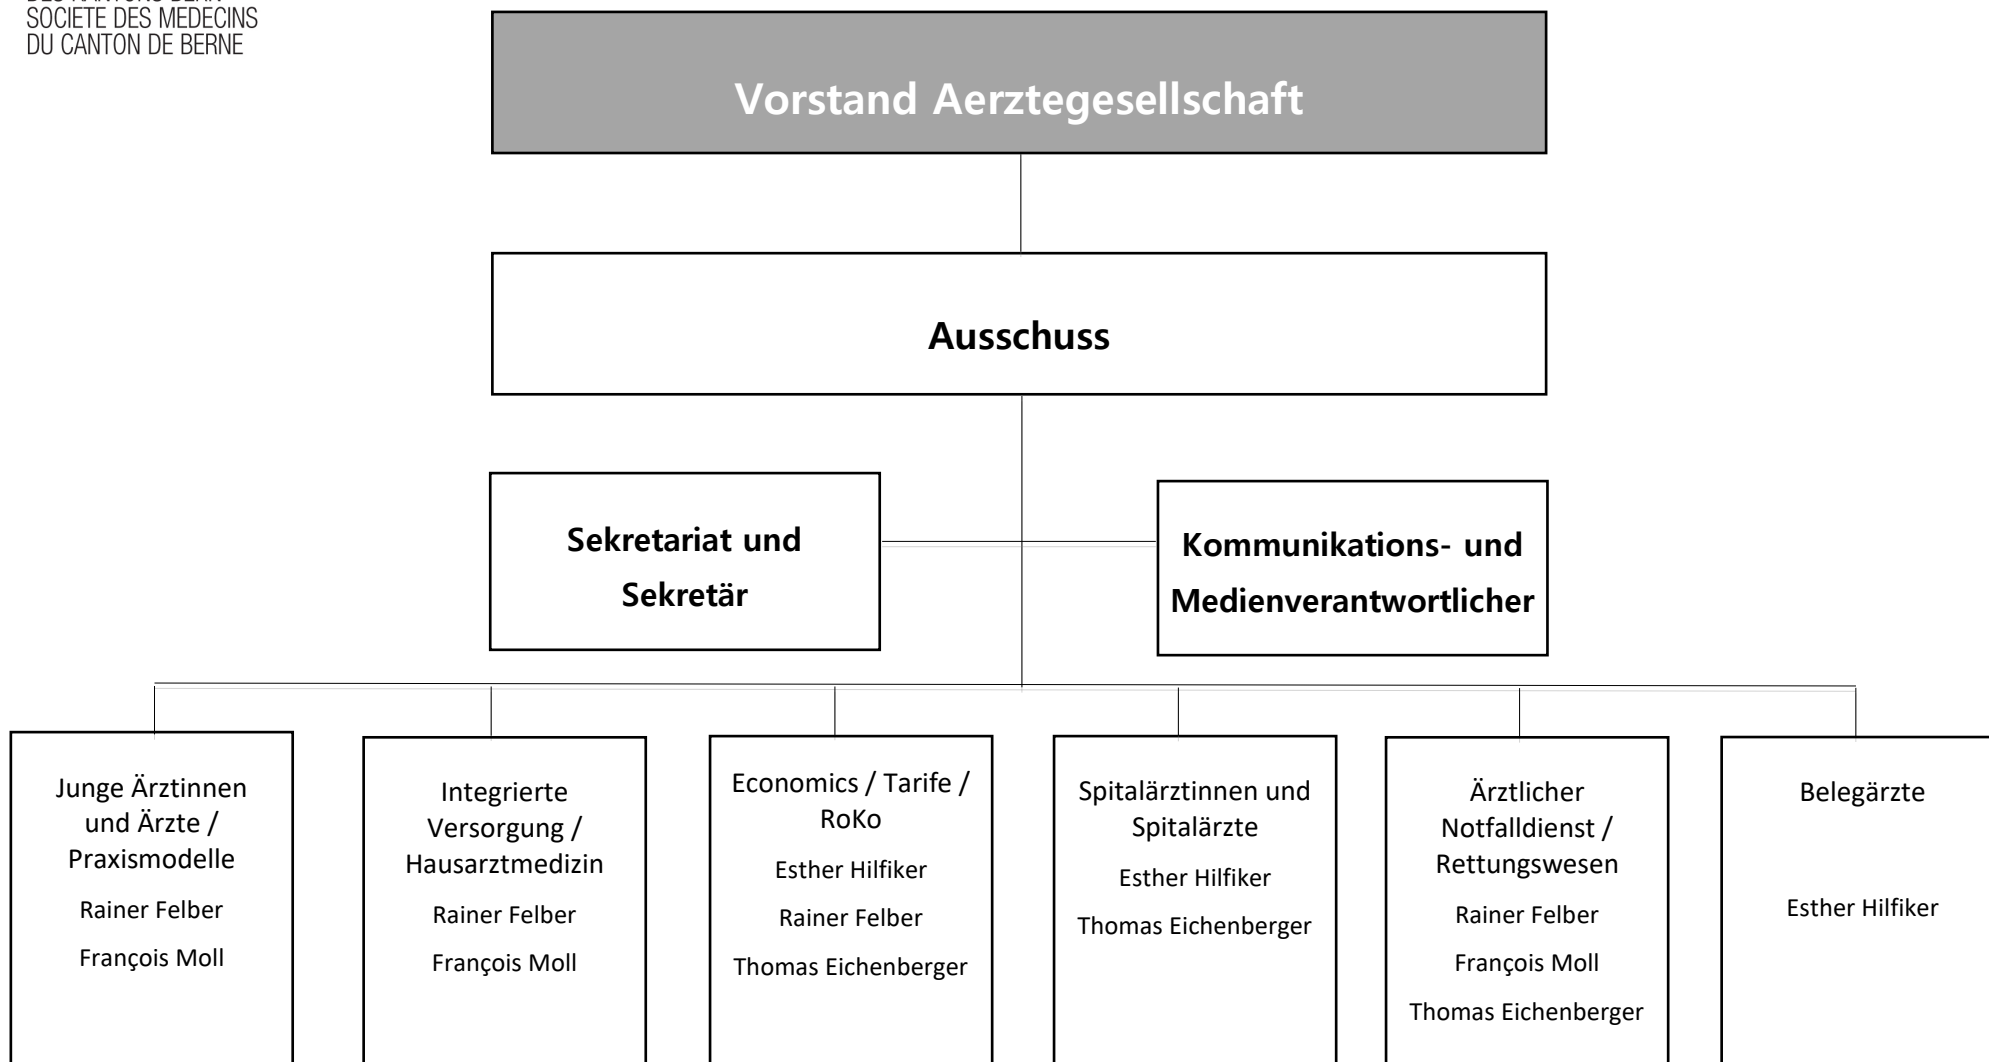 DES KANTONS BERN
SOCIETE DES MEDECINS
DU CANTON DE BERNE
Vorstand Aerztegesellschaft
Ausschuss
Sekretariat und
Sekretär
Kommunikations- und
Medienverantwortlicher
Junge Ärztinnen
und Ärzte /
Praxismodelle
Rainer Felber
François Moll
Integrierte
Versorgung /
Hausarztmedizin
Rainer Felber
François Moll
Economics / Tarife /
RoKo
Esther Hilfiker
Rainer Felber
Thomas Eichenberger
Spitalärztinnen und
Spitalärzte
Esther Hilfiker
Thomas Eichenberger
Ärztlicher
Notfalldienst /
Rettungswesen
Rainer Felber
François Moll
Thomas Eichenberger
Belegärzte
Esther Hilfiker